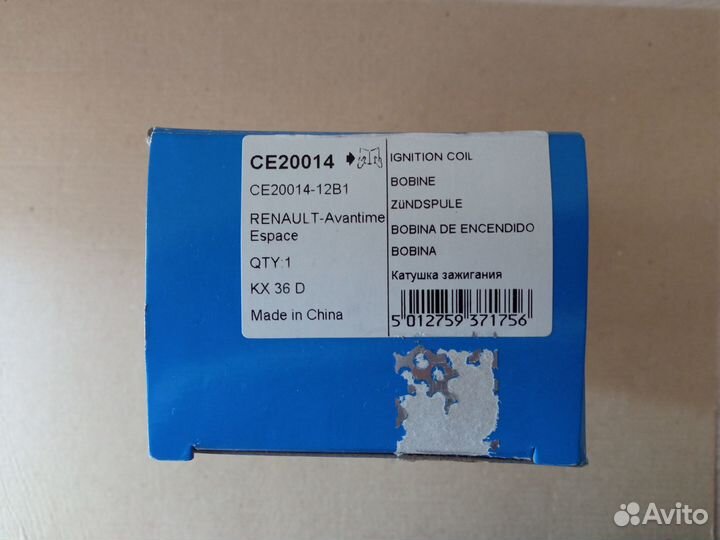 CE20014
CE20014-12B1
RENAULT-Avantime
Espace
QTY:1
KX 36 D
Made in China
IGNITION COIL
BOBINE
ZüNDSPULE
BOBINA DE ENCENDIDO
BOBINA
Катушка зажигания
5 012759 371756
Avito